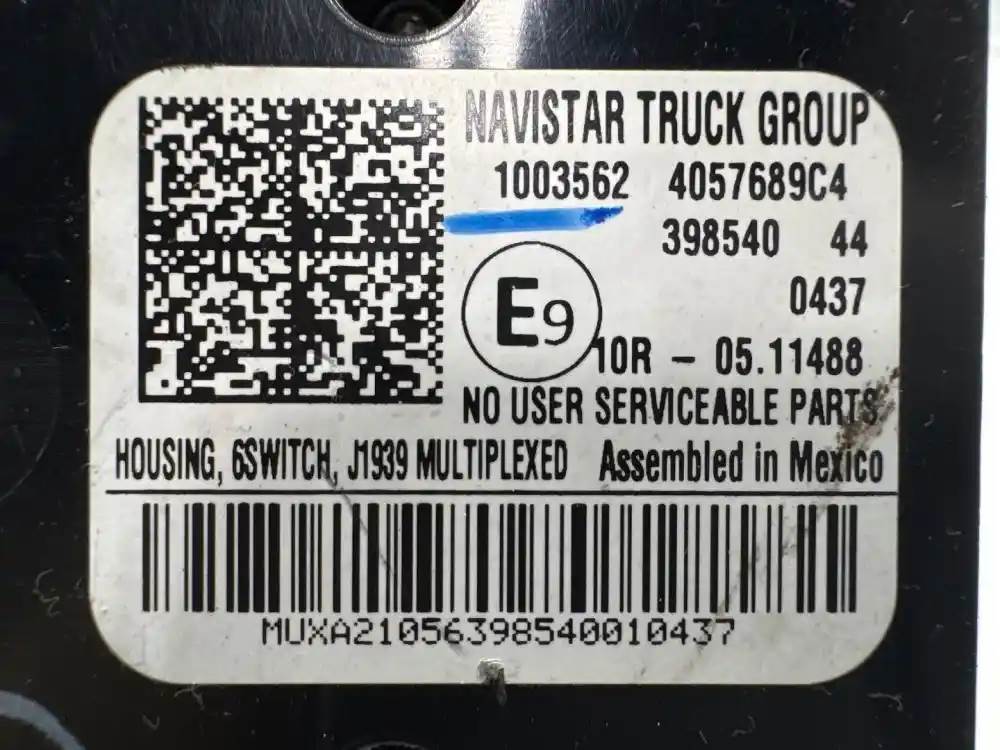 NAVISTAR TRUCK GROUP
1003562 4057689C4
398540 44
0437
E9
10R - 05.11488
NO USER SERVICEABLE PARTS
HOUSING, 6SWITCH, J1939 MULTIPLEXED Assembled in Mexico
MUXA21056398540010437